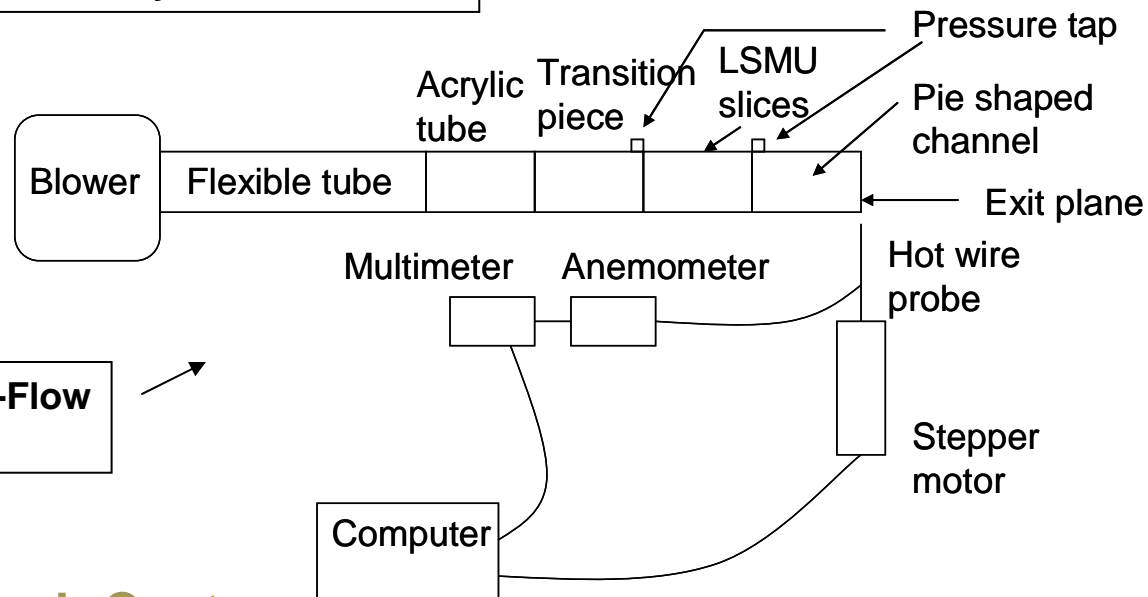 Pressure tap
Acrylic
tube
Transition
piece
LSMU
slices
Pie shaped
channel
Blower
Flexible tube
Exit plane
Multimeter
Anemometer
Hot wire
probe
-Flow
Stepper
motor
Computer